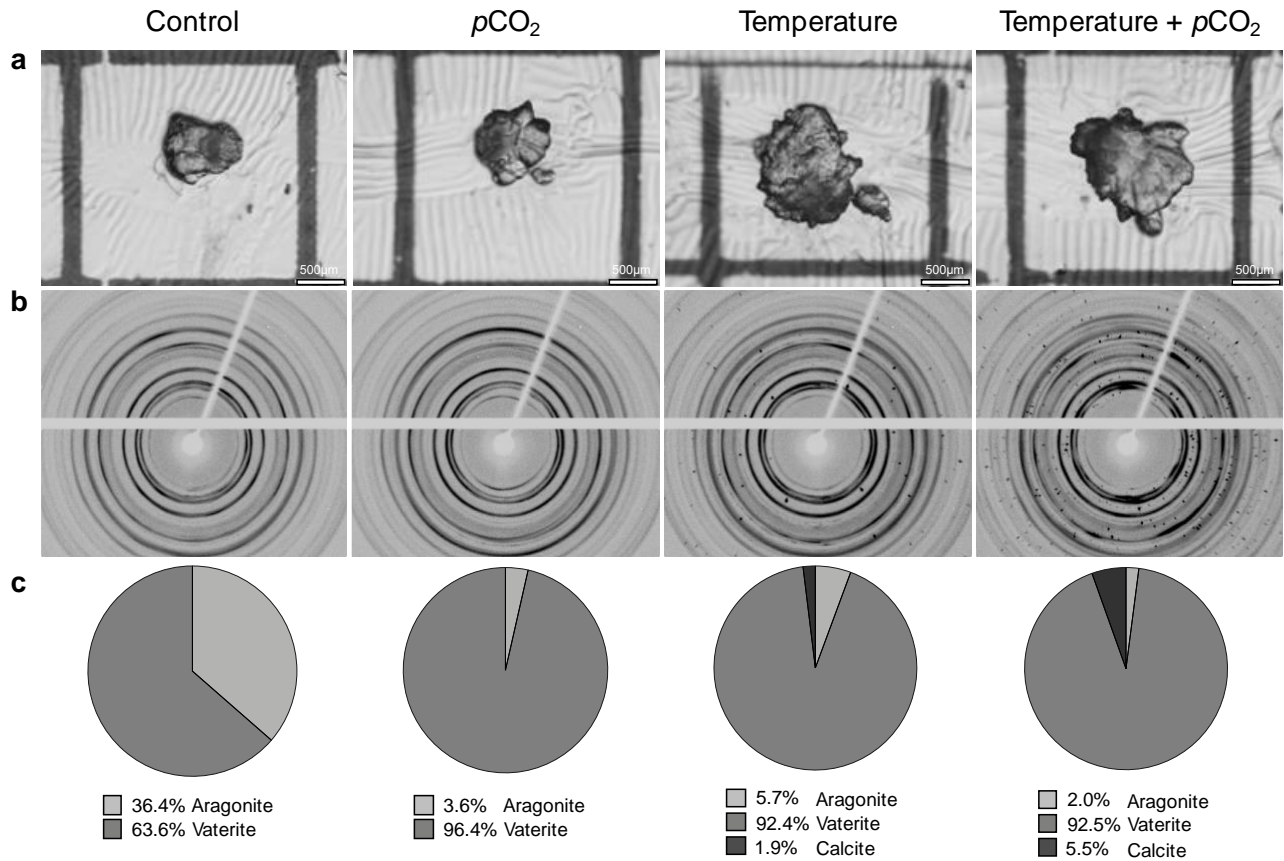 Control pCO₂ Temperature Temperature + pCO₂
a
500µm 500µm 500µm 500µm
b
c
36.4% Aragonite 3.6% Aragonite 5.7% Aragonite 2.0% Aragonite
63.6% Vaterite 96.4% Vaterite 92.4% Vaterite 92.5% Vaterite
1.9% Calcite 5.5% Calcite